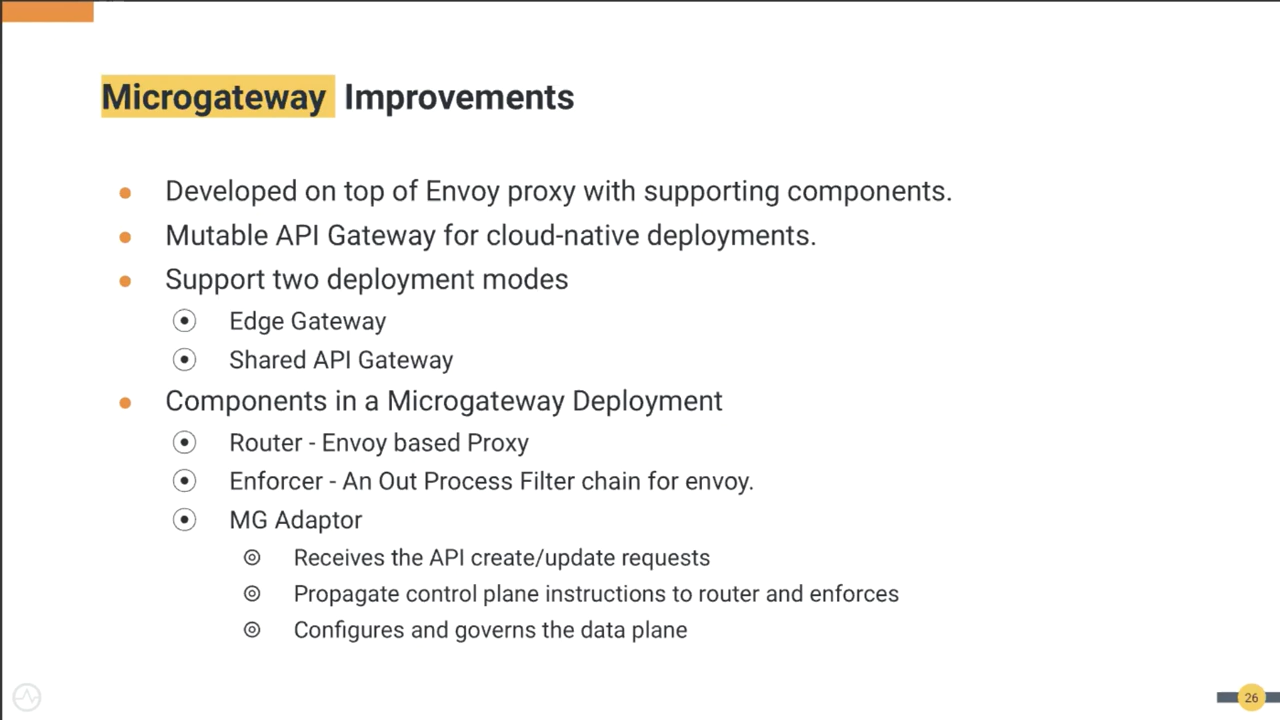 Microgateway Improvements
Developed on top of Envoy proxy with supporting components.
Mutable API Gateway for cloud-native deployments.
Support two deployment modes
Edge Gateway
Shared API Gateway
Components in a Microgateway Deployment
Router - Envoy based Proxy
Enforcer - An Out Process Filter chain for envoy.
MG Adaptor
Receives the API create/update requests
Propagate control plane instructions to router and enforces
Configures and governs the data plane
26